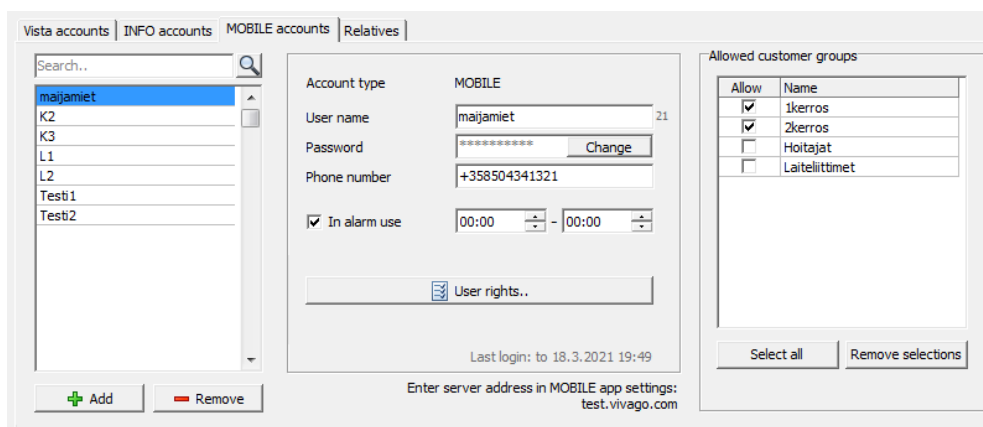 Vista accounts INFO accounts MOBILE accounts Relatives
Search..
maijamiet
K2
K3
L1
L2
Testi1
Testi2
Add Remove
Account type MOBILE
User name maijamiet 21
Password ********** Change
Phone number +358504341321
In alarm use 00:00 - 00:00
User rights..
Last login: to 18.3.2021 19:49
Enter server address in MOBILE app settings:
test.vivago.com
Allowed customer groups
Allow Name
1kerros
2kerros
Hoitajat
Laiteliittimet
Select all Remove selections